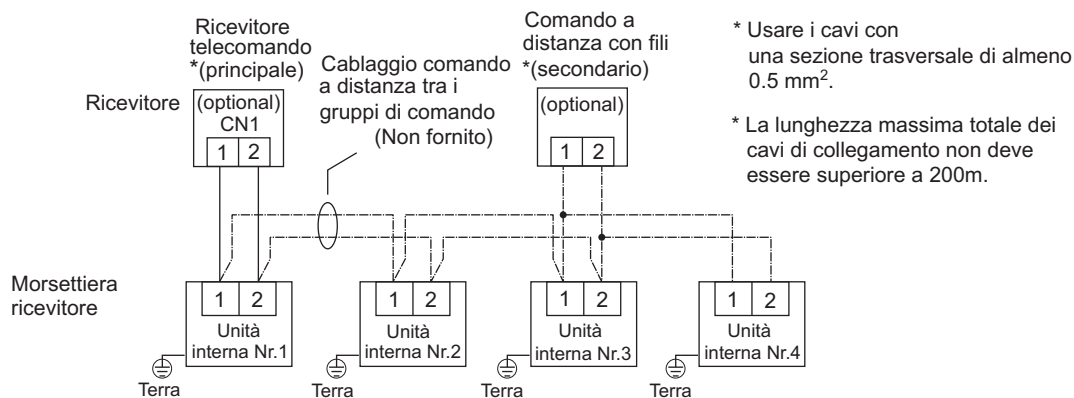 Ricevitore
telecomando
*(principale)
Ricevitore
(optional)
CN1
1 2
Cablaggio comando
a distanza tra i
gruppi di comando
(Non fornito)
Comando a
distanza con fili
*(secondario)
(optional)
1 2
* Usare i cavi con
una sezione trasversale di almeno
0.5 mm².
* La lunghezza massima totale dei
cavi di collegamento non deve
essere superiore a 200m.
Morsettiera
ricevitore
1 2
Unità
interna Nr.1
Terra
1 2
Unità
interna Nr.2
Terra
1 2
Unità
interna Nr.3
Terra
1 2
Unità
interna Nr.4
Terra